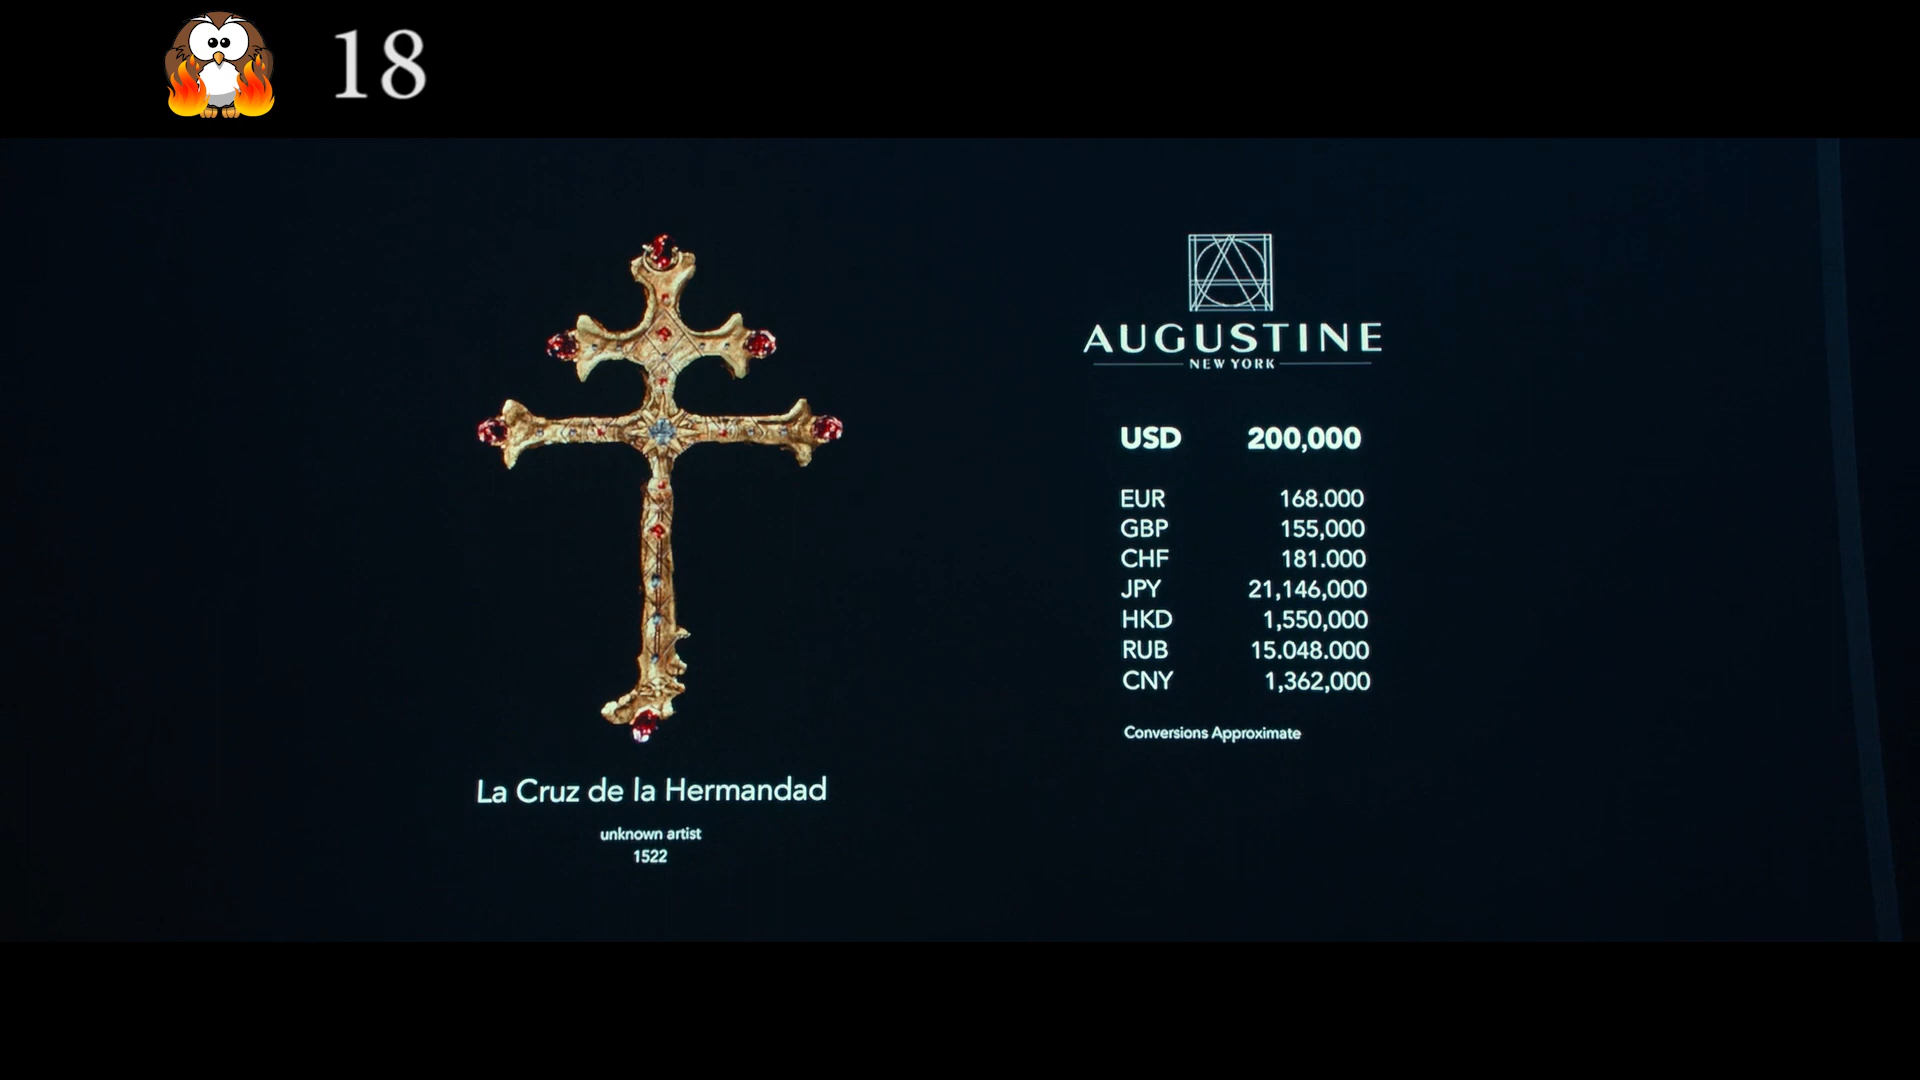 18
AUGUSTINE
NEW YORK
USD 200,000
EUR 168.000
GBP 155,000
CHF 181.000
JPY 21,146,000
HKD 1,550,000
RUB 15.048.000
CNY 1,362,000
Conversions Approximate
La Cruz de la Hermandad
unknown artist
1522